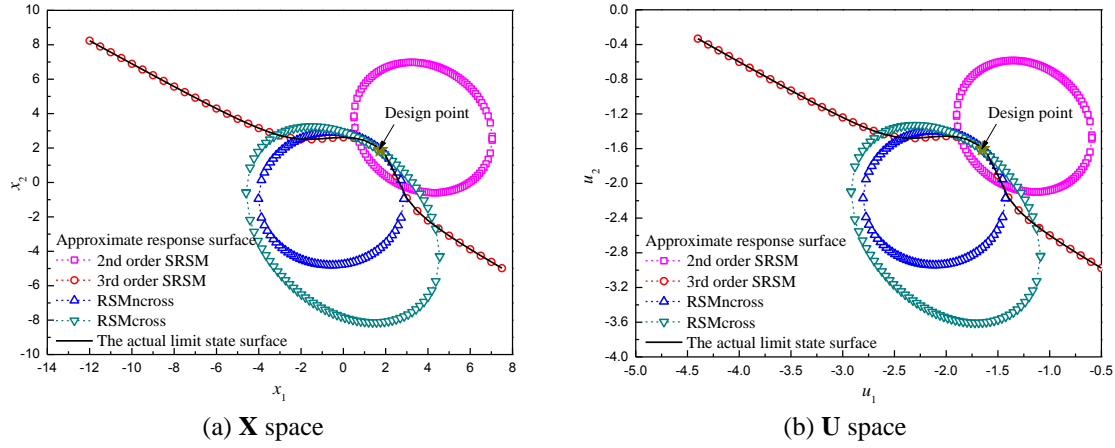 10
8
6
4
2
0
-2
-4
-6
-8
-10
x2
Design point
Approximate response surface
2nd order SRSM
3rd order SRSM
RSMncross
RSMcross
The actual limit state surface
-14 -12 -10 -8 -6 -4 -2 0 2 4 6 8
x1
(a) X space
0.0
-0.4
-0.8
-1.2
-1.6
-2.0
-2.4
-2.8
-3.2
-3.6
-4.0
u2
Design point
Approximate response surface
2nd order SRSM
3rd order SRSM
RSMncross
RSMcross
The actual limit state surface
-5.0 -4.5 -4.0 -3.5 -3.0 -2.5 -2.0 -1.5 -1.0 -0.5
u1
(b) U space